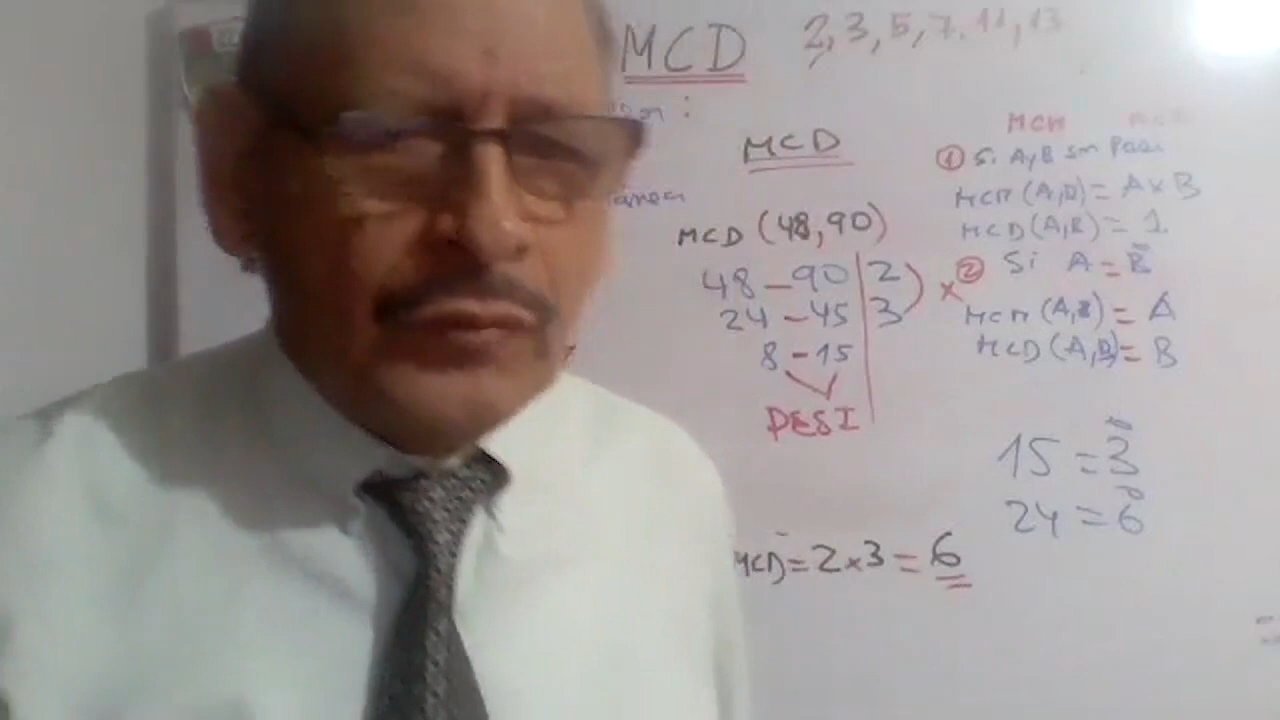 MCD 2, 3, 5, 7, 11, 13
MCD
MCD (48,90)
48 - 90 | 2
24 - 45 | 3
8 - 15
PESI
MCD = 2 x 3 = 6
MCM
① Si A y B son PESI
MCM (A,B) = A x B
MCD (A,B) = 1
② Si A = B̊
MCM (A,B) = A
MCD (A,B) = B
15 = 3̊
24 = 6̊